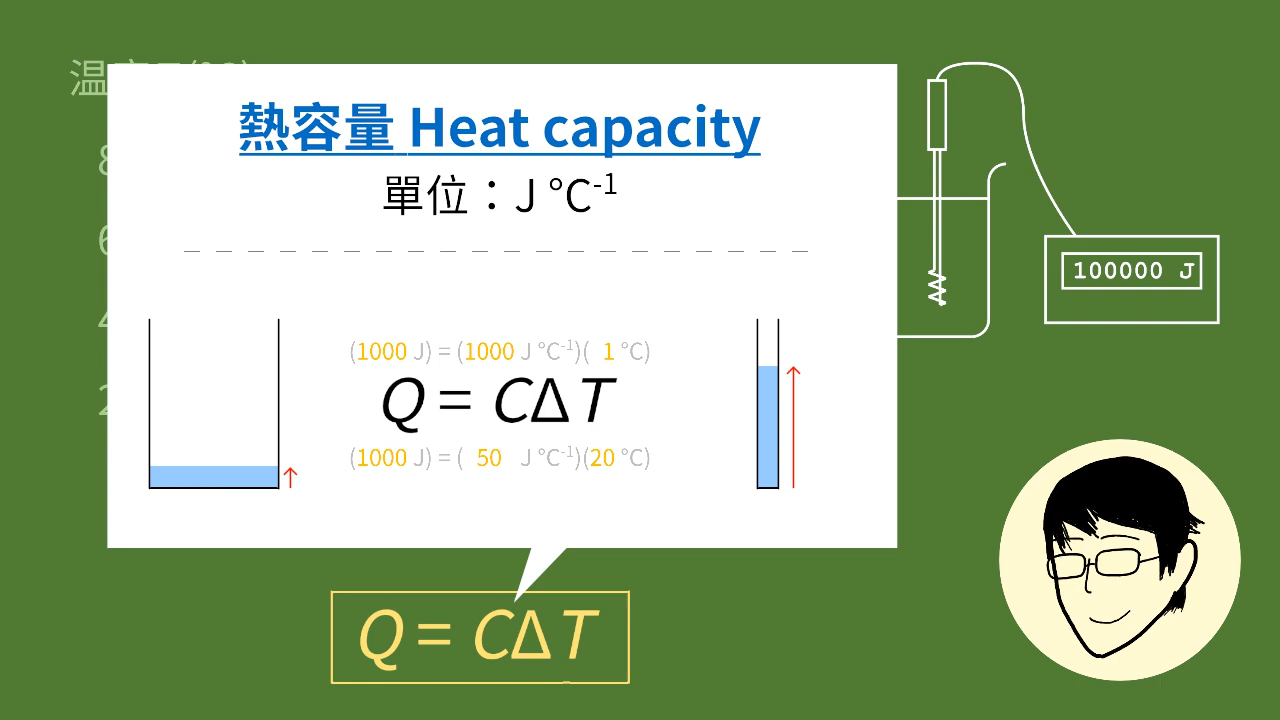 熱容量 Heat capacity
單位：J °C⁻¹
(1000 J) = (1000 J °C⁻¹)( 1 °C)
Q = CΔT
(1000 J) = ( 50 J °C⁻¹)(20 °C)
100000 J
Q = CΔT